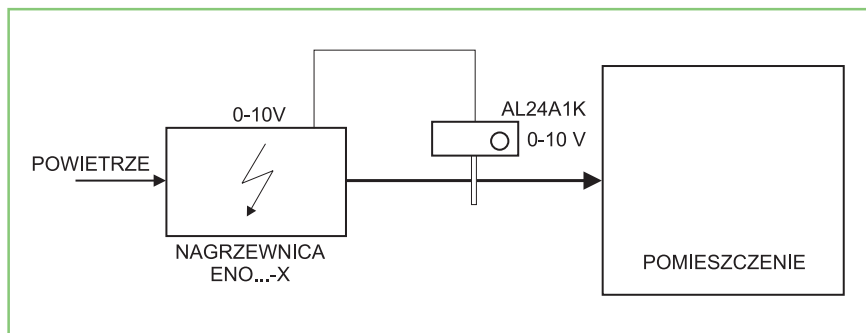 0-10V
AL24A1K
0-10 V
POWIETRZE
NAGRZEWNICA
ENO...-X
POMIESZCZENIE